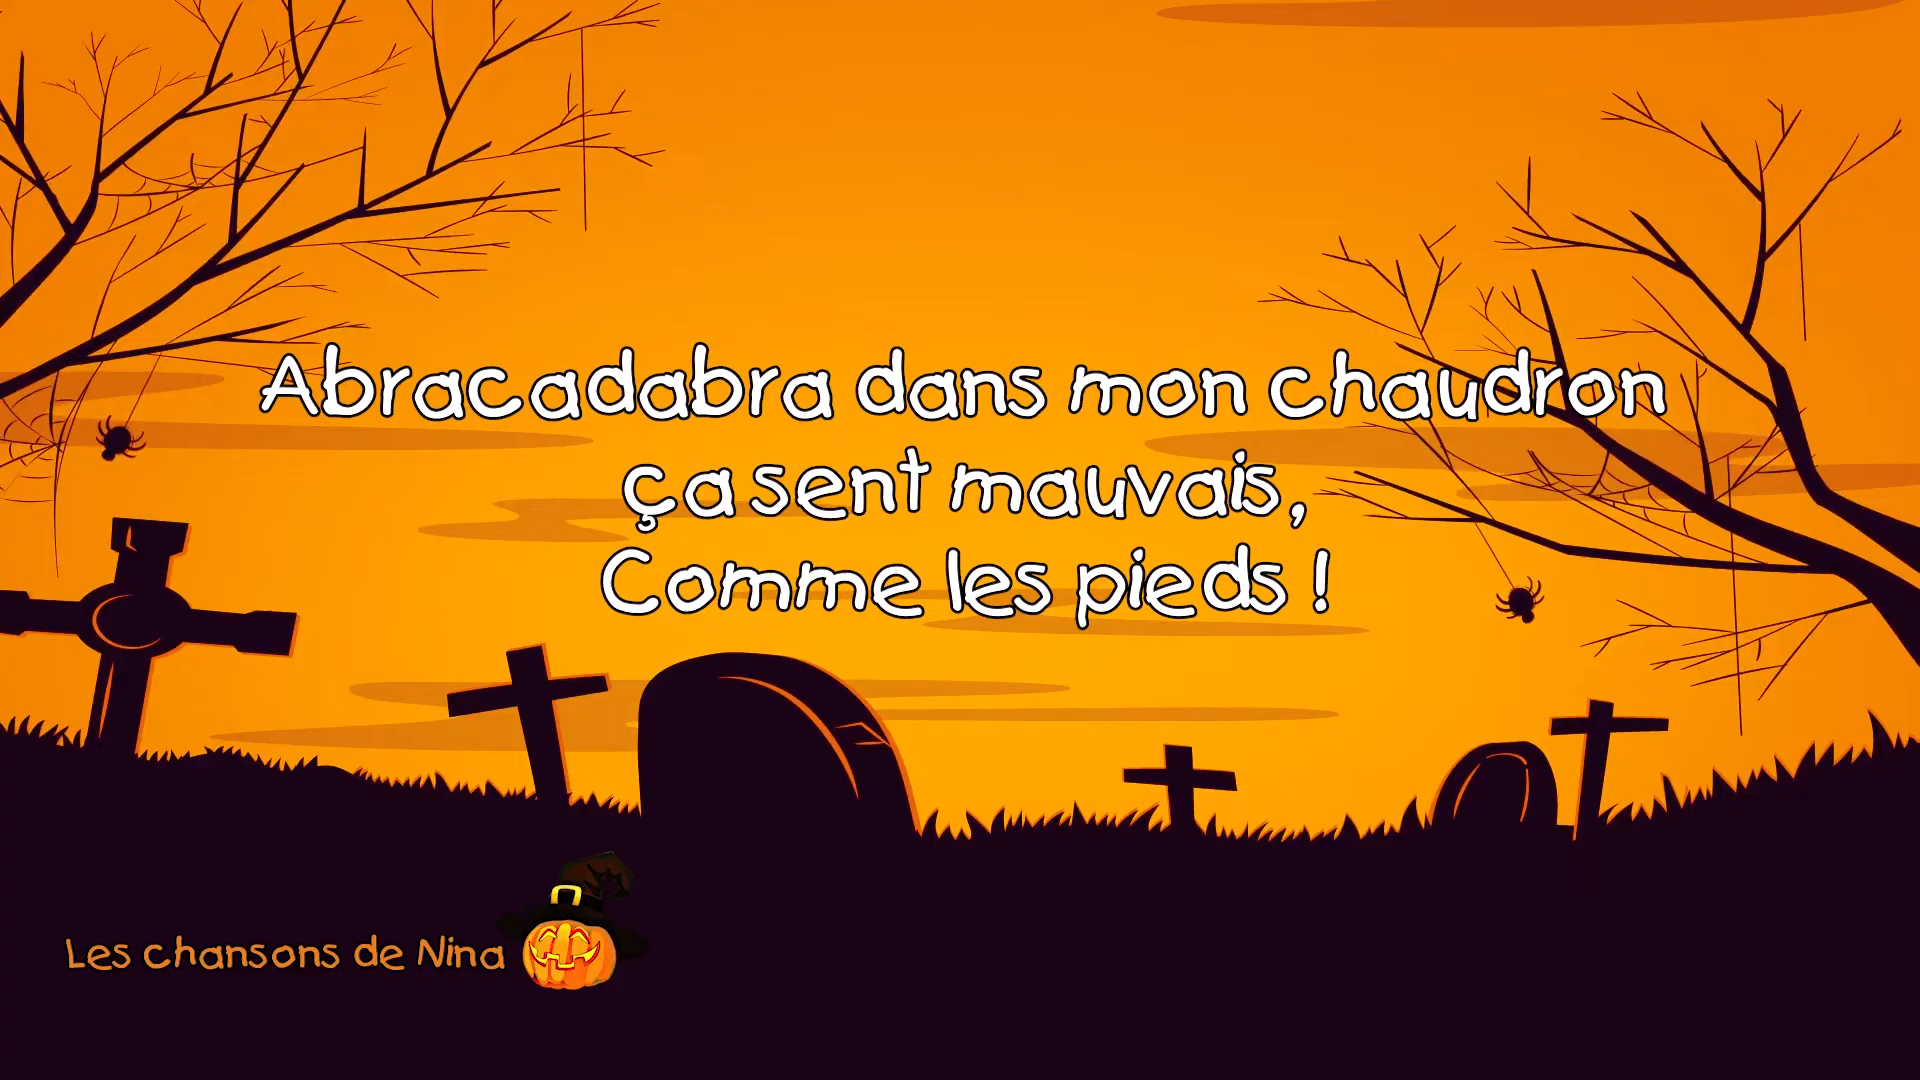 Abracadabra dans mon chaudron
ça sent mauvais,
Comme les pieds !
Les chansons de Nina